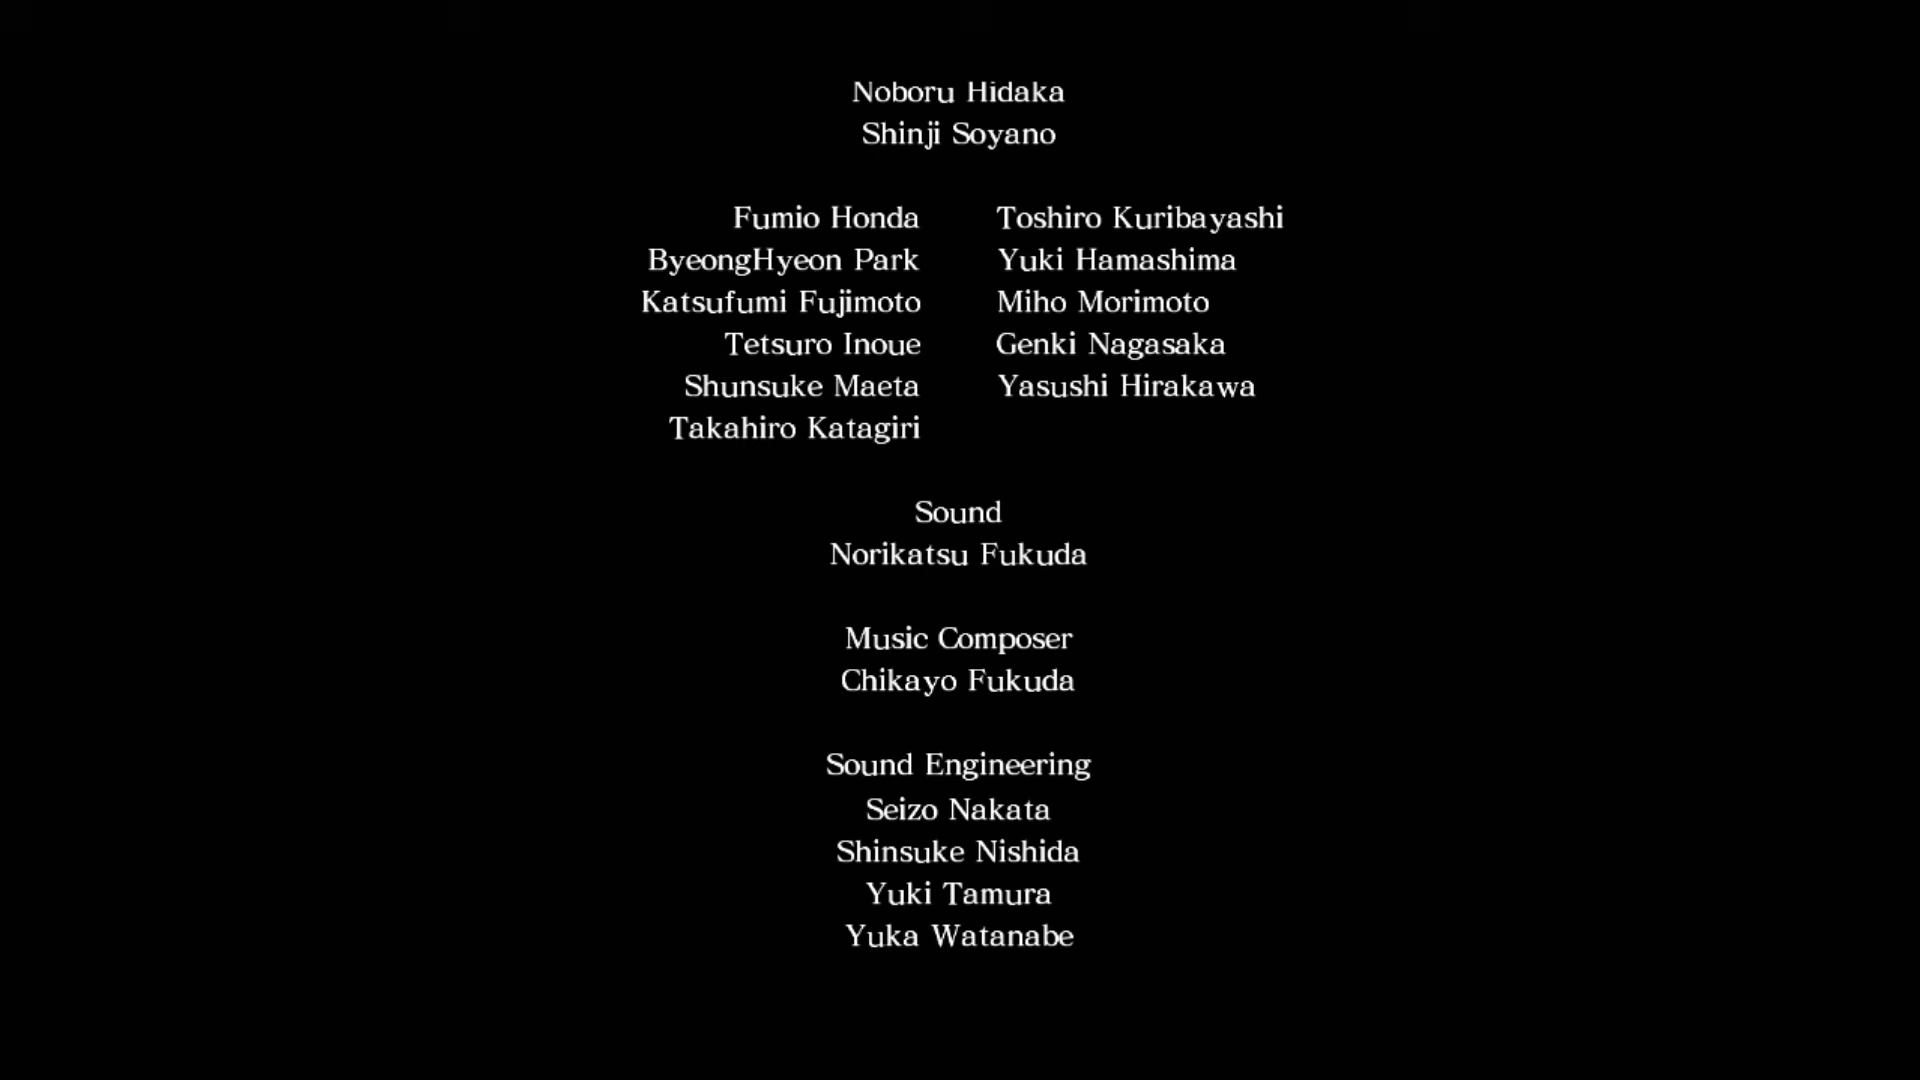 Noboru Hidaka
Shinji Soyano
Fumio Honda Toshiro Kuribayashi
ByeongHyeon Park Yuki Hamashima
Katsufumi Fujimoto Miho Morimoto
Tetsuro Inoue Genki Nagasaka
Shunsuke Maeta Yasushi Hirakawa
Takahiro Katagiri
Sound
Norikatsu Fukuda
Music Composer
Chikayo Fukuda
Sound Engineering
Seizo Nakata
Shinsuke Nishida
Yuki Tamura
Yuka Watanabe